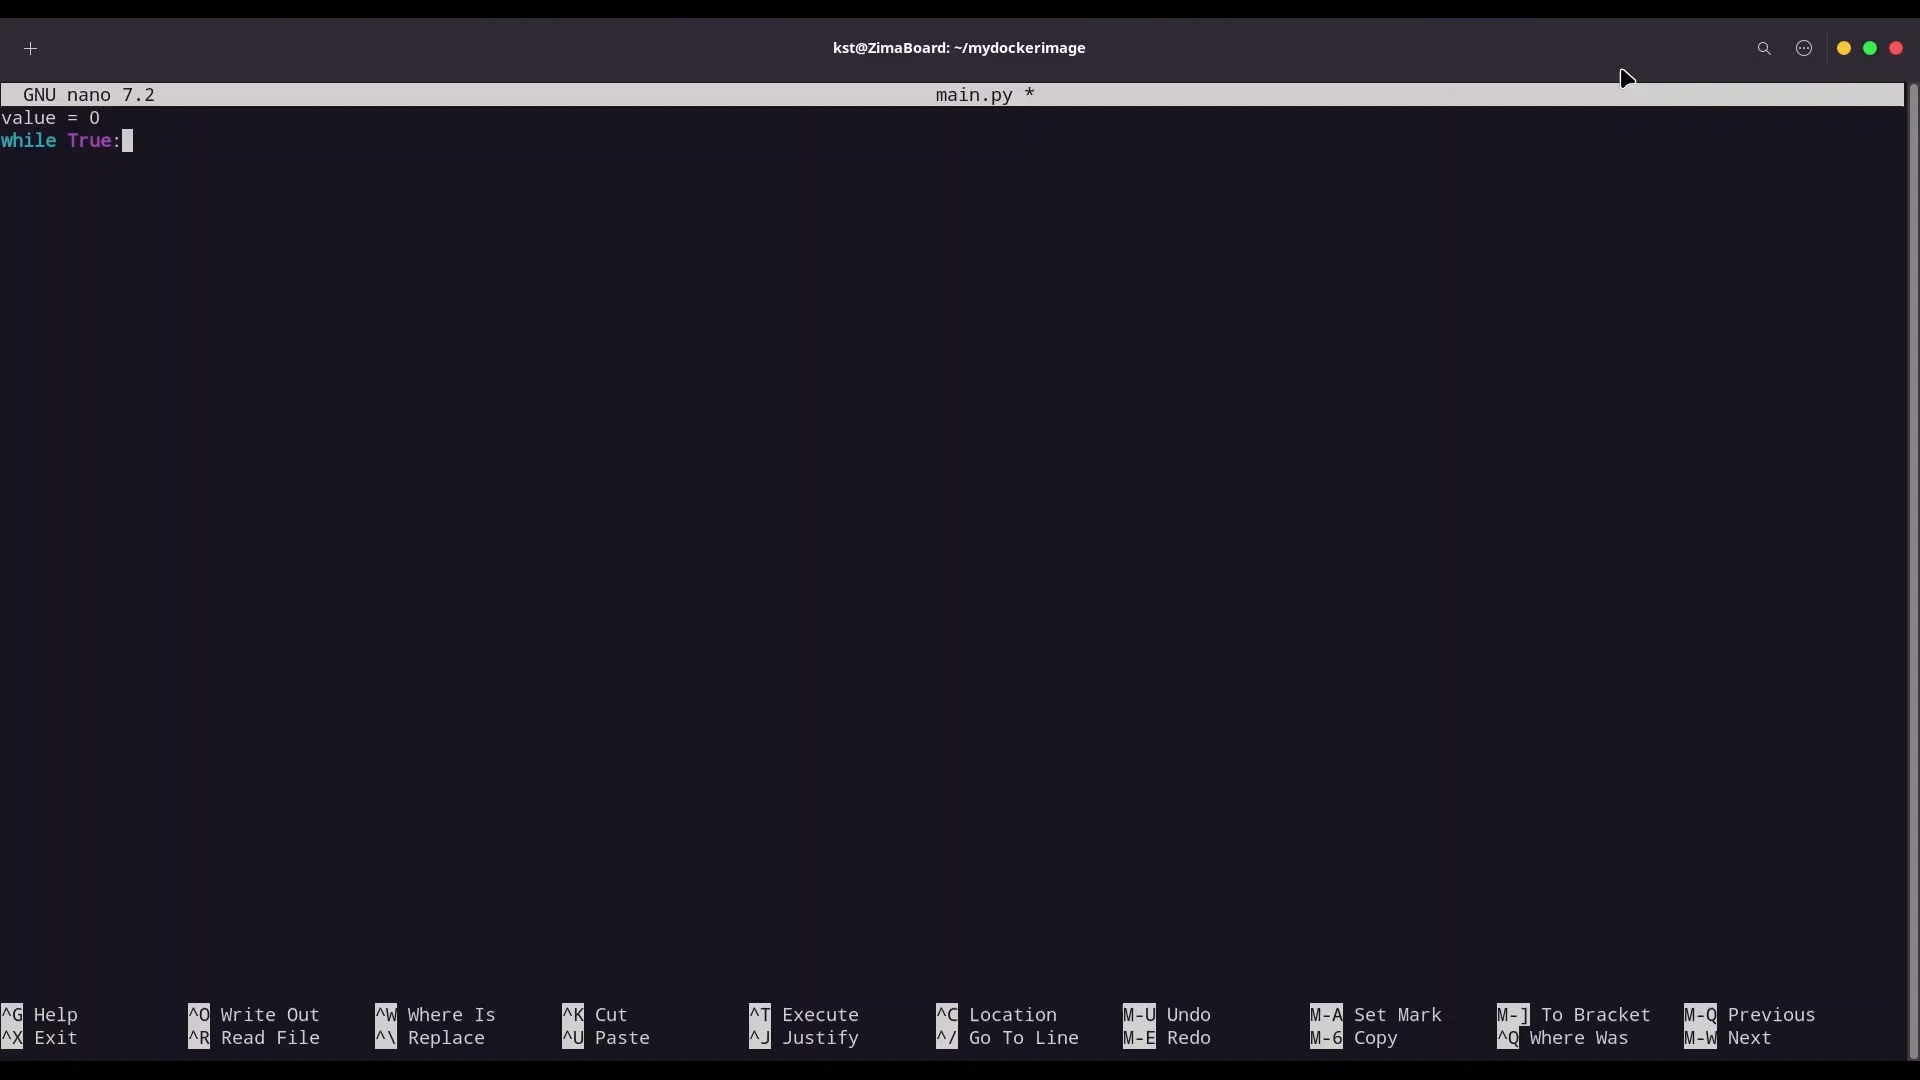 kst@ZimaBoard: ~/mydockerimage
GNU nano 7.2 main.py *
value = 0
while True:
^G Help ^O Write Out ^W Where Is ^K Cut ^T Execute ^C Location M-U Undo M-A Set Mark M-] To Bracket M-Q Previous
^X Exit ^R Read File ^\ Replace ^U Paste ^J Justify ^/ Go To Line M-E Redo M-6 Copy ^Q Where Was M-W Next